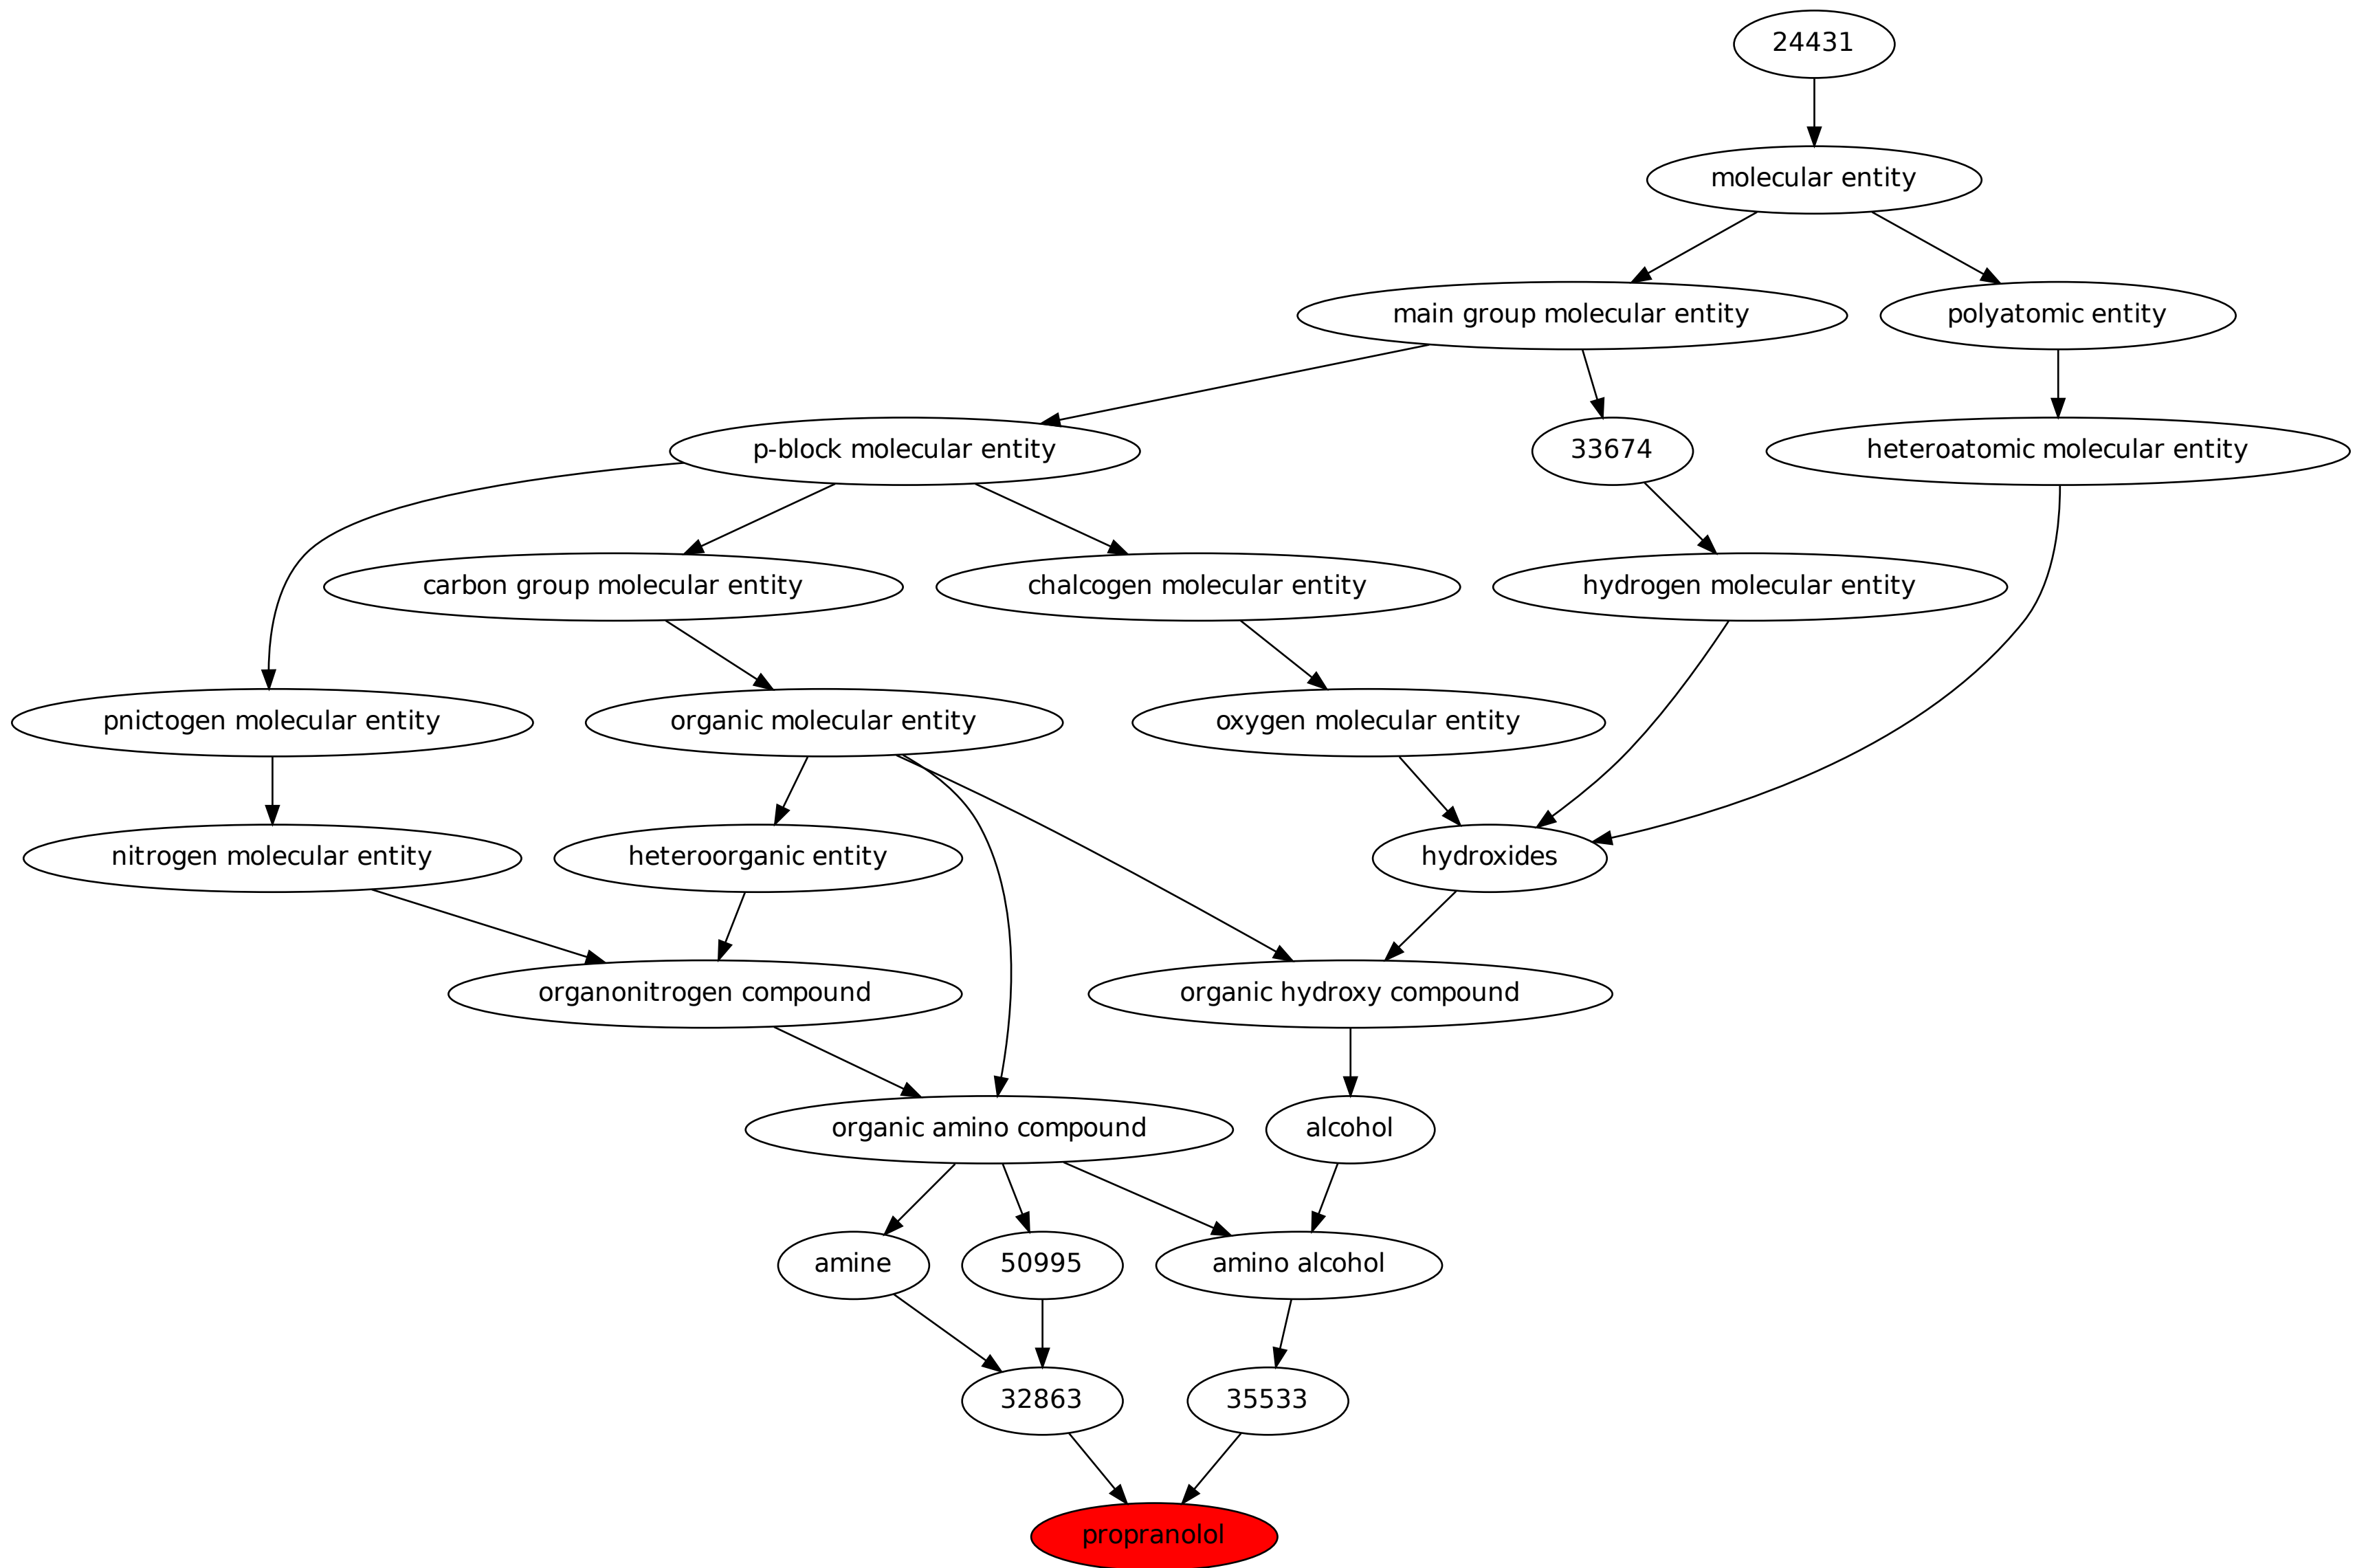 24431
molecular entity
main group molecular entity
polyatomic entity
p-block molecular entity
33674
heteroatomic molecular entity
carbon group molecular entity
chalcogen molecular entity
hydrogen molecular entity
pnictogen molecular entity
organic molecular entity
oxygen molecular entity
nitrogen molecular entity
heteroorganic entity
hydroxides
organonitrogen compound
organic hydroxy compound
organic amino compound
alcohol
amine
50995
amino alcohol
32863
35533
propranolol